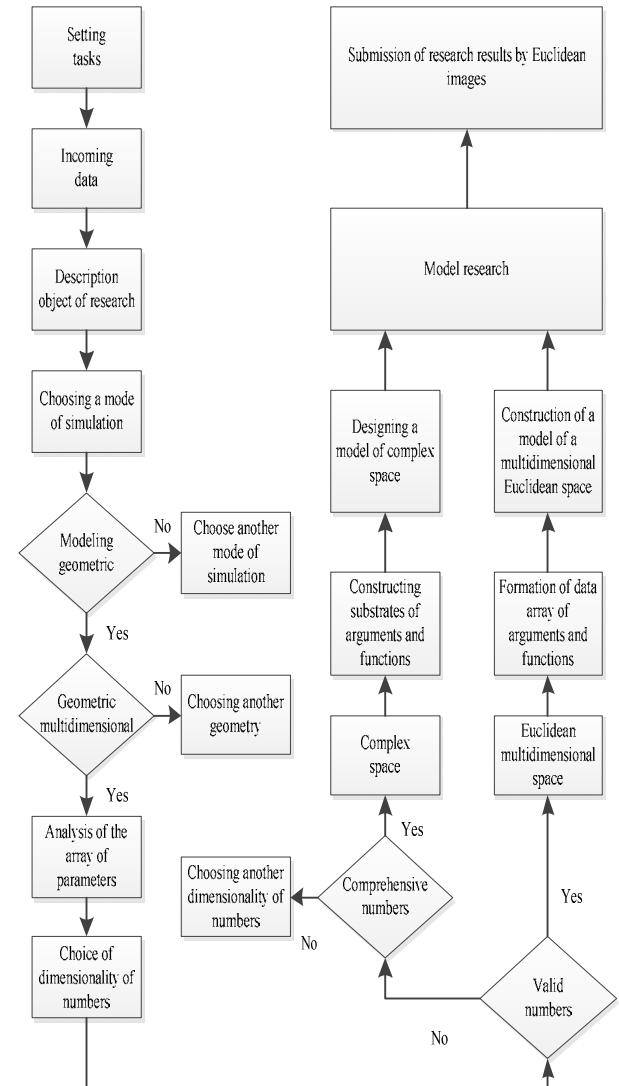 Setting
tasks
Incoming
data
Description
object of research
Choosing a mode
of simulation
Modeling
geometric
No
Choose another
mode of
simulation
Yes
Geometric
multidimensional
No
Choosing another
geometry
Yes
Analysis of the
array of
parameters
Choice of
dimensionality of
numbers
Submission of research results by Euclidean
images
Model research
Designing a
model of complex
space
Construction of a
model of a
multidimensional
Euclidean space
Constructing
substrates of
arguments and
functions
Formation of data
array of
arguments and
functions
Complex
space
Euclidean
multidimensional
space
Yes
Comprehensive
numbers
Choosing another
dimensionality of
numbers
No
Yes
Valid
numbers
No